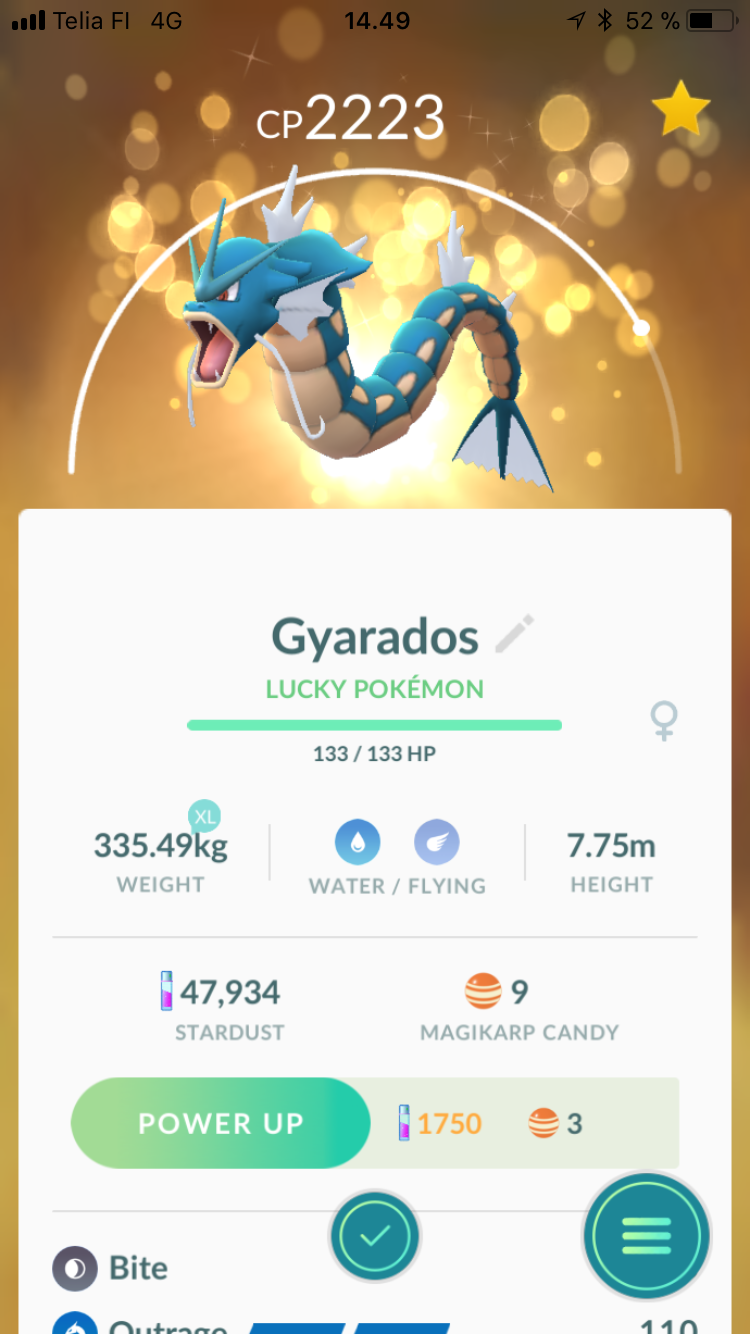 Telia FI 4G 14.49 52 %
CP2223
Gyarados
LUCKY POKÉMON
133 / 133 HP
XL
335.49kg 7.75m
WEIGHT WATER / FLYING HEIGHT
47,934 9
STARDUST MAGIKARP CANDY
POWER UP 1750 3
Bite
Outrage 110